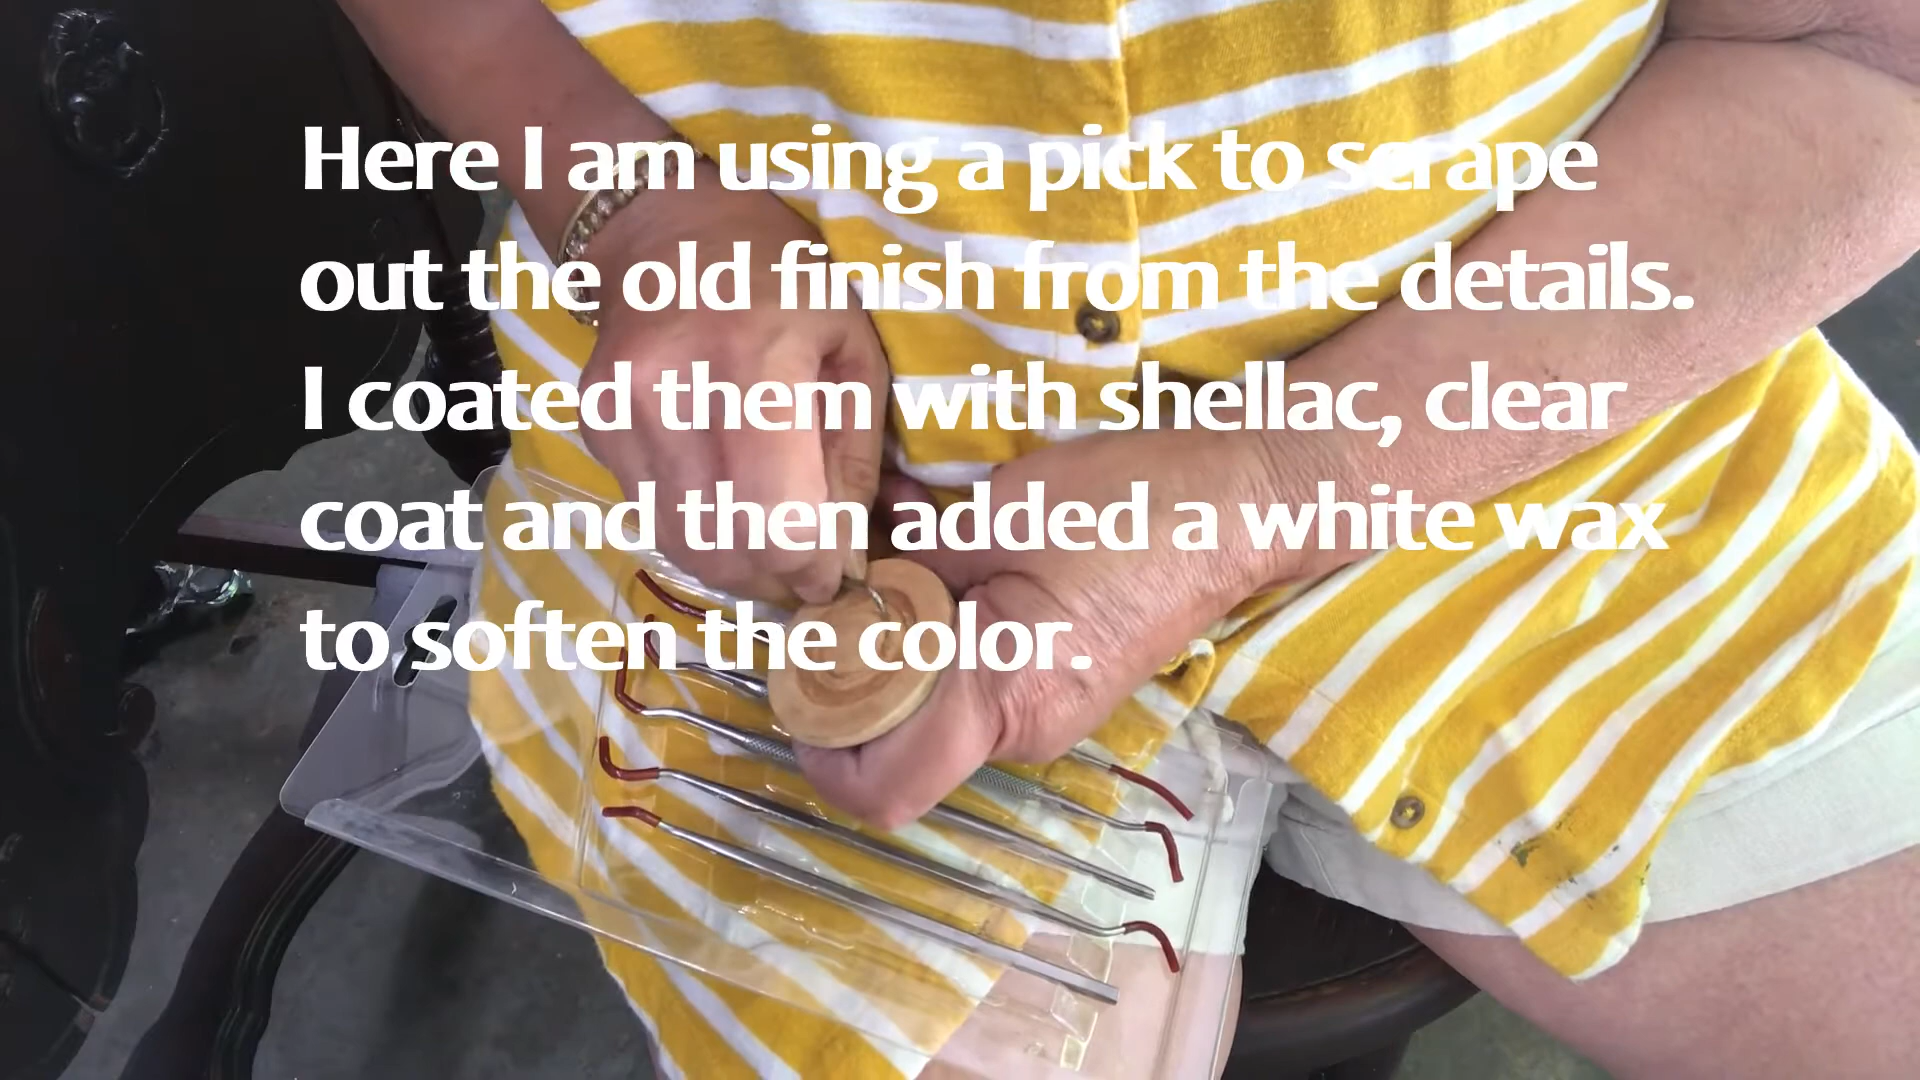 Here I am using a pick to scrape
out the old finish from the details.
I coated them with shellac, clear
coat and then added a white wax
to soften the color.